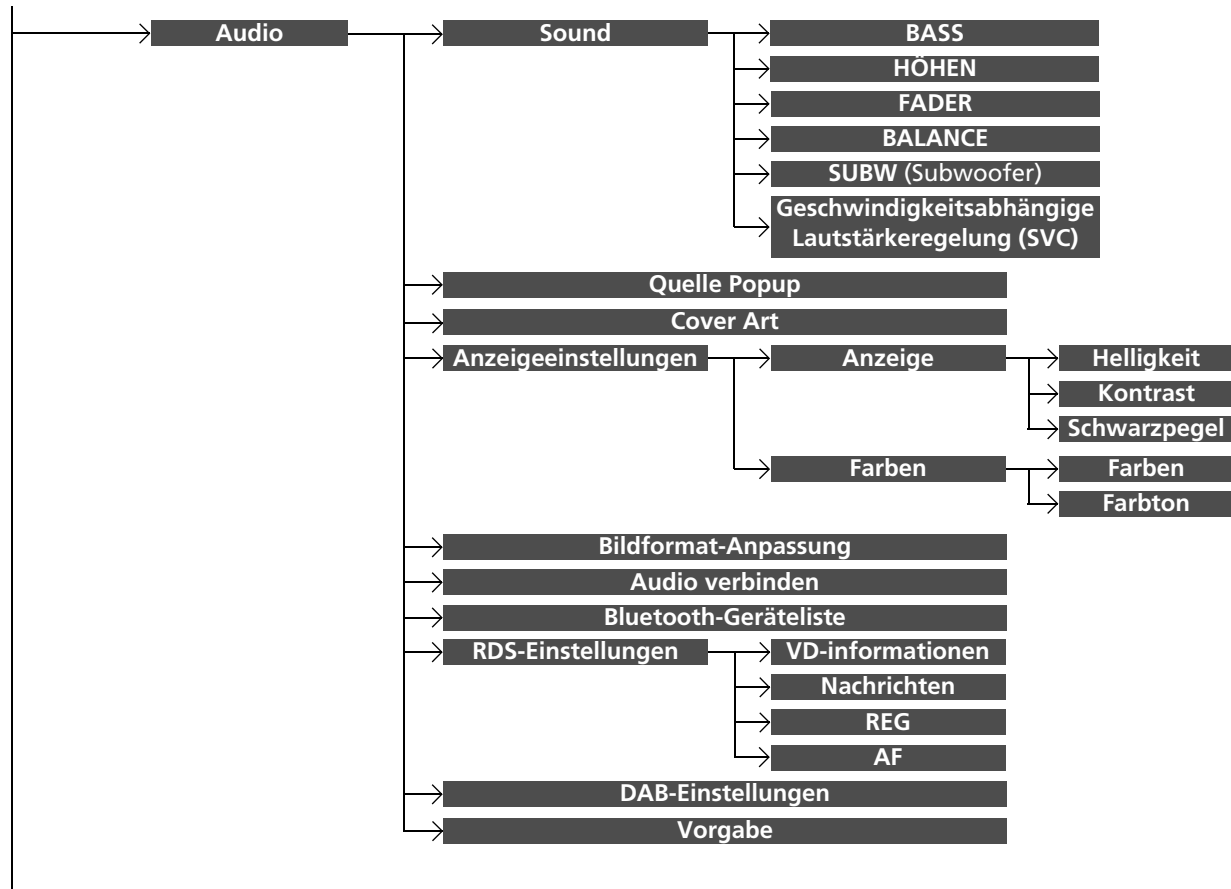 Audio
Sound
BASS
HÖHEN
FADER
BALANCE
SUBW (Subwoofer)
Geschwindigkeitsabhängige
Lautstärkeregelung (SVC)
Quelle Popup
Cover Art
Anzeigeeinstellungen
Anzeige
Helligkeit
Kontrast
Schwarzpegel
Farben
Farben
Farbton
Bildformat-Anpassung
Audio verbinden
Bluetooth-Geräteliste
RDS-Einstellungen
VD-informationen
Nachrichten
REG
AF
DAB-Einstellungen
Vorgabe